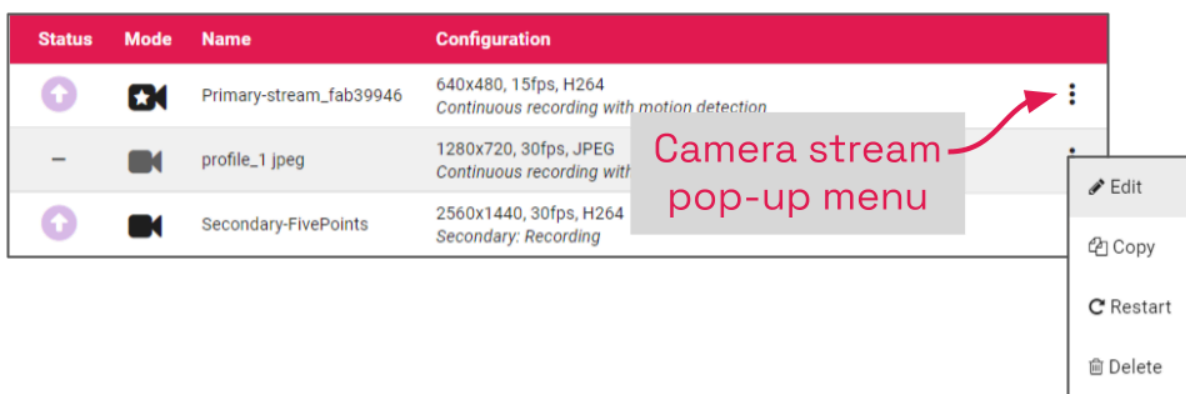 Status Mode Name Configuration
Primary-stream_fab39946 640x480, 15fps, H264
Continuous recording with motion detection
profile_1 jpeg 1280x720, 30fps, JPEG
Continuous recording with
Secondary-FivePoints 2560x1440, 30fps, H264
Secondary: Recording
Camera stream
pop-up menu
Edit
Copy
Restart
Delete